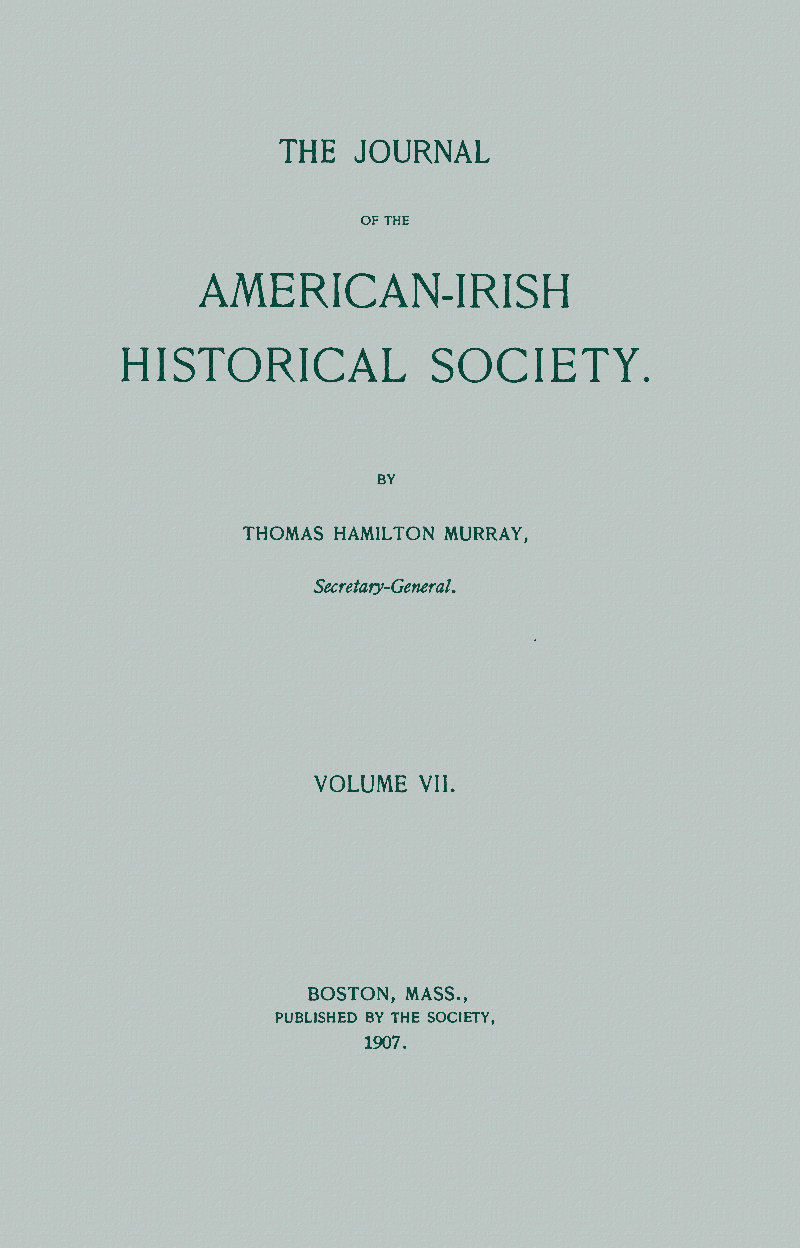 THE JOURNAL
OF THE
AMERICAN-IRISH
HISTORICAL SOCIETY.
BY
THOMAS HAMILTON MURRAY,
Secretary-General.
VOLUME VII.
BOSTON, MASS.,
PUBLISHED BY THE SOCIETY,
1907.